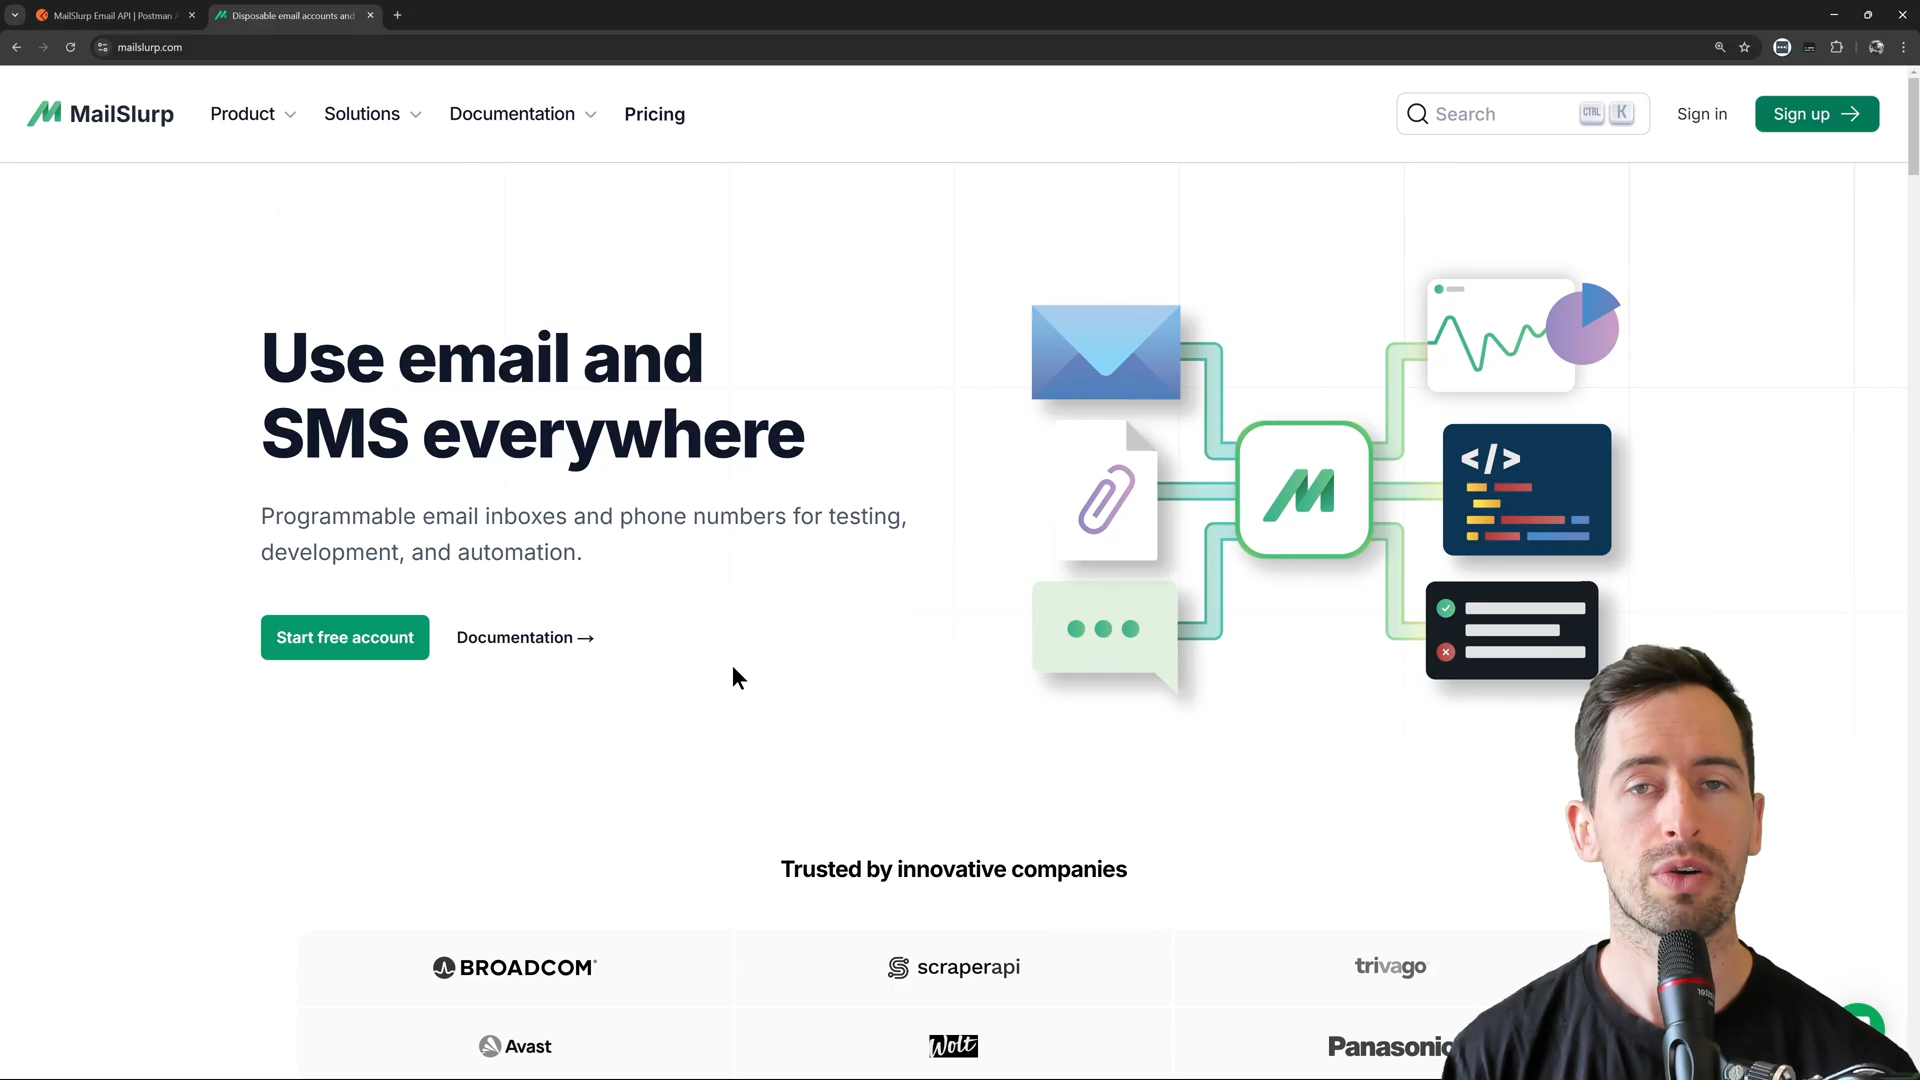 MailSlurp Email API | Postman
Disposable email accounts and
mailslurp.com
MailSlurp
Product
Solutions
Documentation
Pricing
Search
CTRL
K
Sign in
Sign up →
Use email and
SMS everywhere
Programmable email inboxes and phone numbers for testing,
development, and automation.
Start free account
Documentation →
</>
Trusted by innovative companies
BROADCOM
scraperapi
trivago
Avast
Wolt
Panasonic